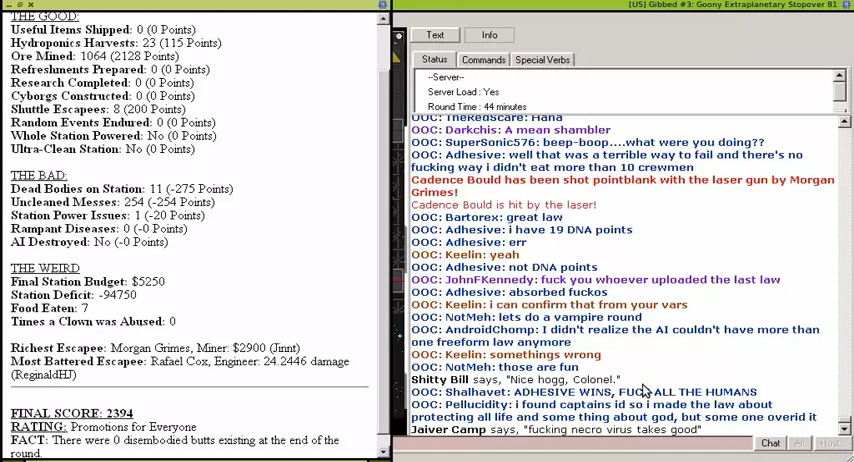 [US] Gibbed #3: Goony Extraplanetary Stopover B1
THE GOOD:
Useful Items Shipped: 0 (0 Points)
Hydroponics Harvests: 23 (115 Points)
Ore Mined: 1064 (2128 Points)
Refreshments Prepared: 0 (0 Points)
Research Completed: 0 (0 Points)
Cyborgs Constructed: 0 (0 Points)
Shuttle Escapees: 8 (200 Points)
Random Events Endured: 0 (0 Points)
Whole Station Powered: No (0 Points)
Ultra-Clean Station: No (0 Points)
THE BAD:
Dead Bodies on Station: 11 (-275 Points)
Uncleaned Messes: 254 (-254 Points)
Station Power Issues: 1 (-20 Points)
Rampant Diseases: 0 (-0 Points)
AI Destroyed: No (-0 Points)
THE WEIRD
Final Station Budget: $5250
Station Deficit: -94750
Food Eaten: 7
Times a Clown was Abused: 0
Richest Escapee: Morgan Grimes, Miner: $2900 (Jinnt)
Most Battered Escapee: Rafael Cox, Engineer: 24.2446 damage
(ReginaldHJ)
FINAL SCORE: 2394
RATING: Promotions for Everyone
FACT: There were 0 disembodied butts existing at the end of the
round.
Text
Info
Status
Commands
Special Verbs
--Server--
Server Load : Yes
Round Time : 44 minutes
OOC: TheRedScare: Haha
OOC: Darkchis: A mean shambler
OOC: SuperSonic576: beep-boop....what were you doing??
OOC: Adhesive: well that was a terrible way to fail and there's no
fucking way i didn't eat more than 10 crewmen
Cadence Bould has been shot pointblank with the laser gun by Morgan
Grimes!
Cadence Bould is hit by the laser!
OOC: Bartorex: great law
OOC: Adhesive: i have 19 DNA points
OOC: Adhesive: err
OOC: Keelin: yeah
OOC: Adhesive: not DNA points
OOC: JohnFKennedy: fuck you whoever uploaded the last law
OOC: Adhesive: absorbed fuckos
OOC: Keelin: i can confirm that from your vars
OOC: NotMeh: lets do a vampire round
OOC: AndroidChomp: I didn't realize the AI couldn't have more than
one freeform law anymore
OOC: Keelin: somethings wrong
OOC: NotMeh: those are fun
Shitty Bill says, "Nice hogg, Colonel."
OOC: Shalhavet: ADHESIVE WINS, FUCK ALL THE HUMANS
OOC: Pellucidity: i found captains id so i made the law about
protecting all life and some thing about god, but some one overid it
Jaiver Camp says, "fucking necro virus takes good"
Chat
Alt
Host